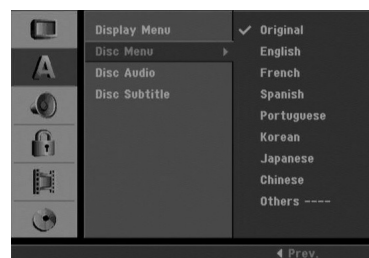 A
Display Menu
Disc Menu
Disc Audio
Disc Subtitle
Original
English
French
Spanish
Portuguese
Korean
Japanese
Chinese
Others ----
Prev.